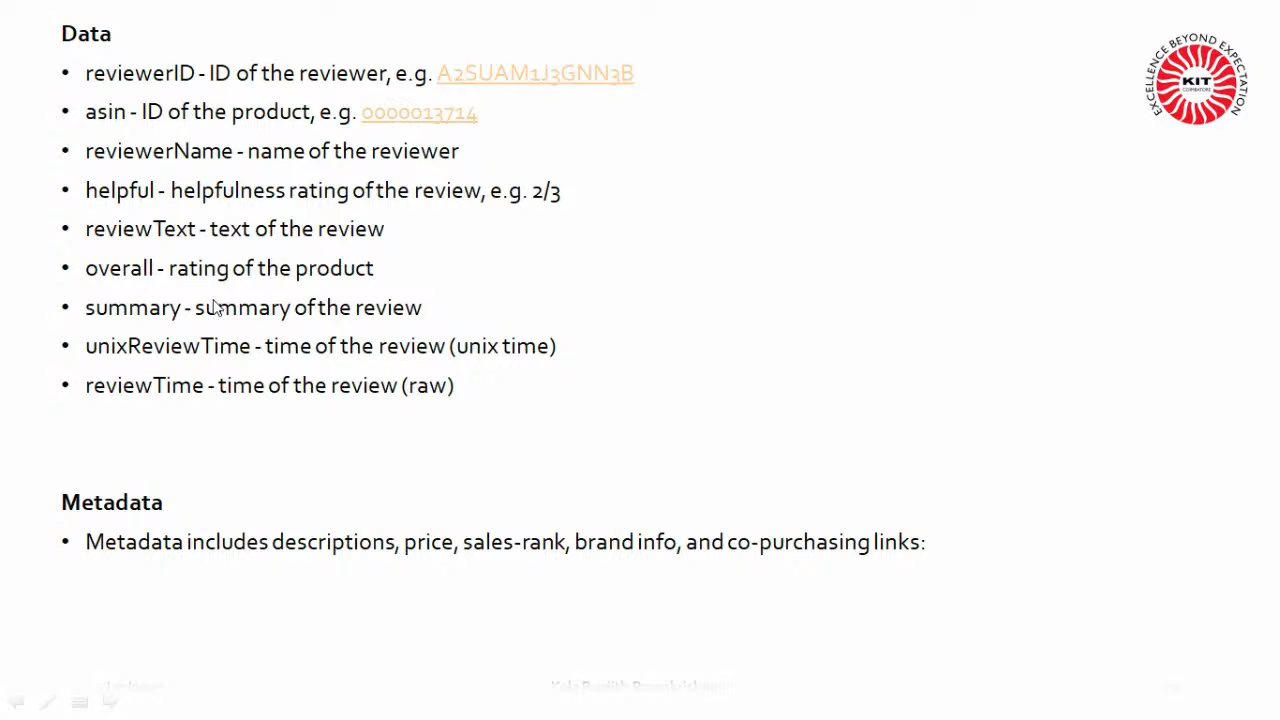 Data
• reviewerID - ID of the reviewer, e.g. A2SUAM1J3GNN3B
• asin - ID of the product, e.g. 0000013714
• reviewerName - name of the reviewer
• helpful - helpfulness rating of the review, e.g. 2/3
• reviewText - text of the review
• overall - rating of the product
• summary - summary of the review
• unixReviewTime - time of the review (unix time)
• reviewTime - time of the review (raw)
Metadata
• Metadata includes descriptions, price, sales-rank, brand info, and co-purchasing links:
EXCELLENCE BEYOND EXPECTATION
KIT
COIMBATORE